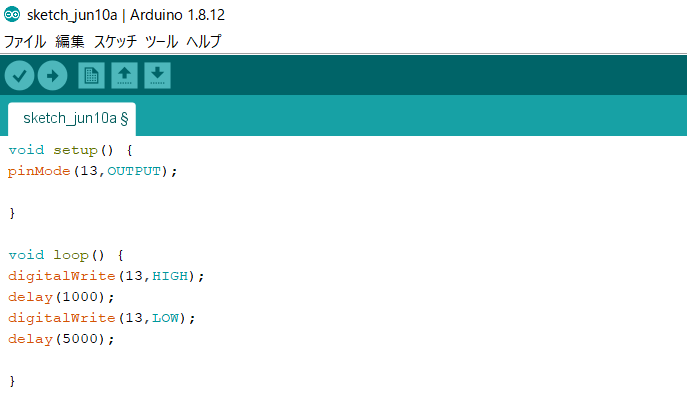 sketch_jun10a | Arduino 1.8.12
ファイル 編集 スケッチ ツール ヘルプ
sketch_jun10a §
void setup() {
pinMode(13,OUTPUT);
}
void loop() {
digitalWrite(13,HIGH);
delay(1000);
digitalWrite(13,LOW);
delay(5000);
}